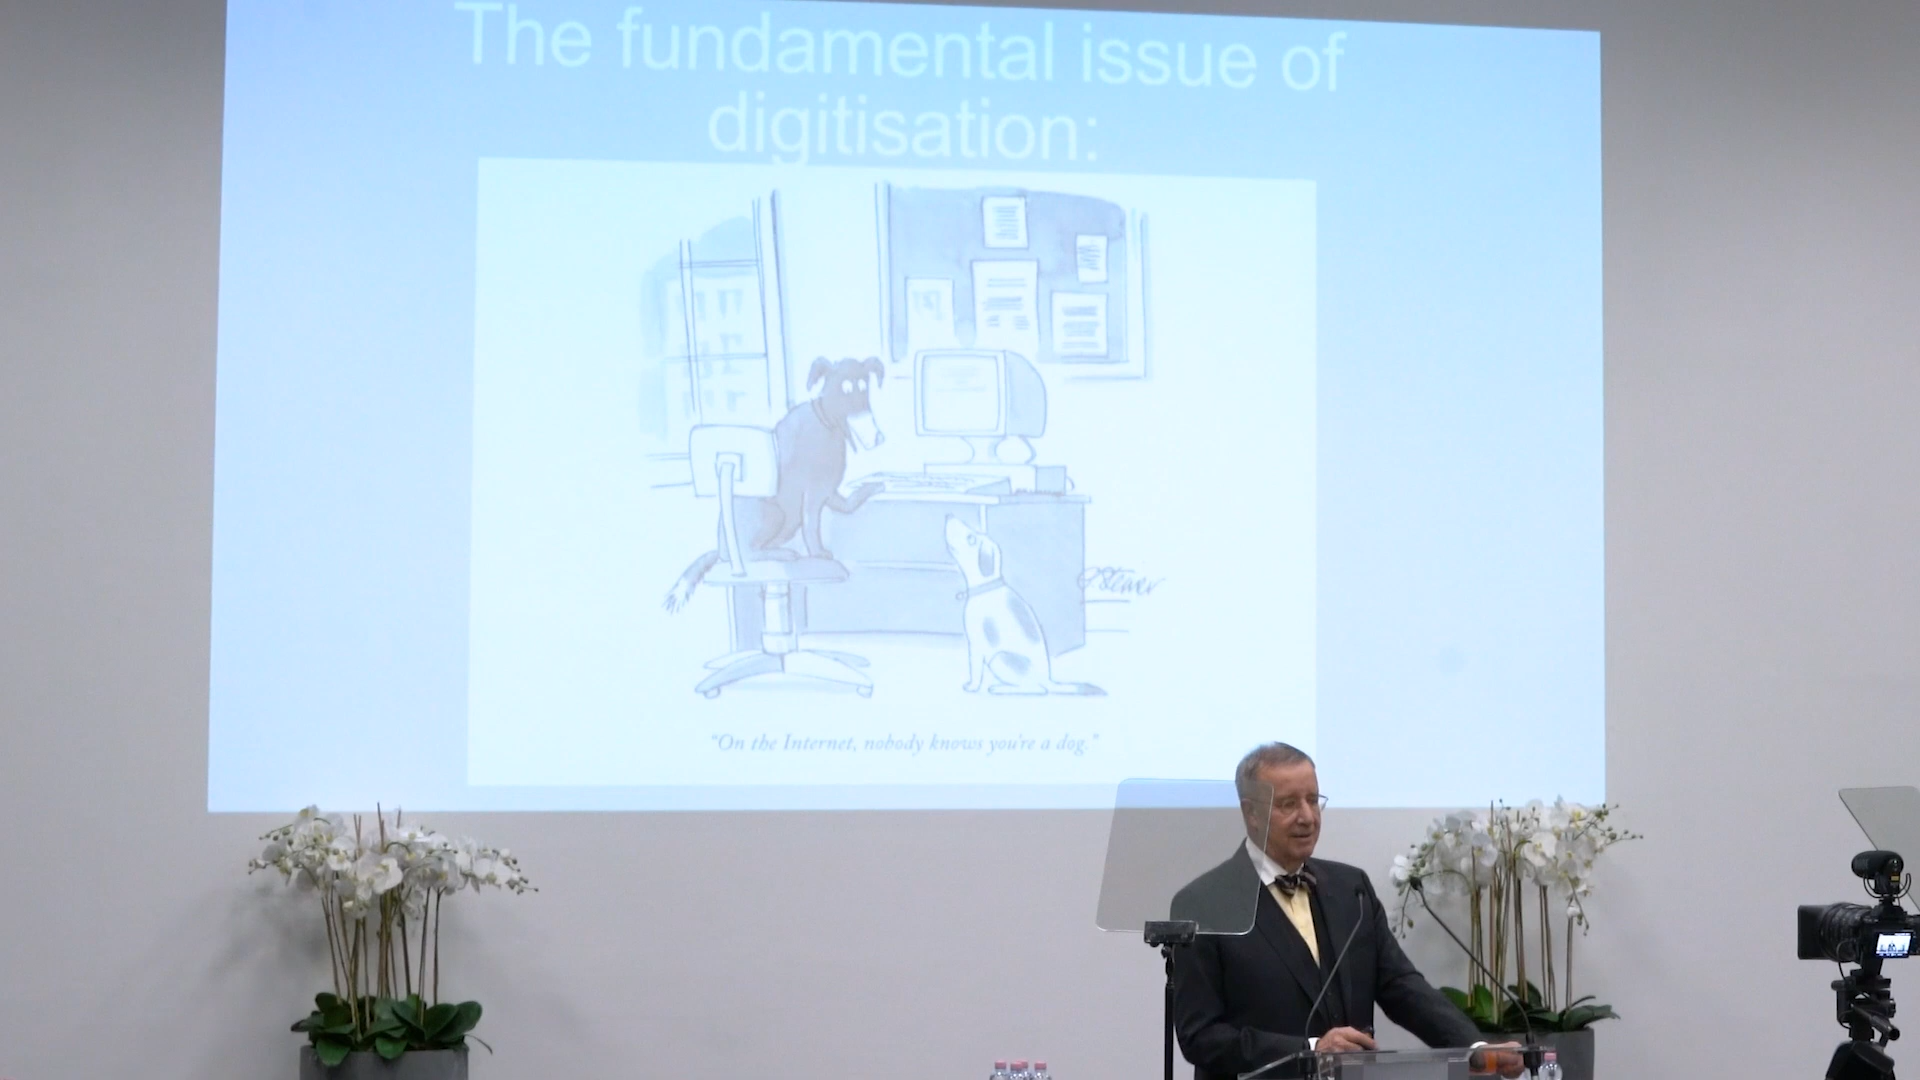 The fundamental issue of
digitisation:
"On the Internet, nobody knows you're a dog."